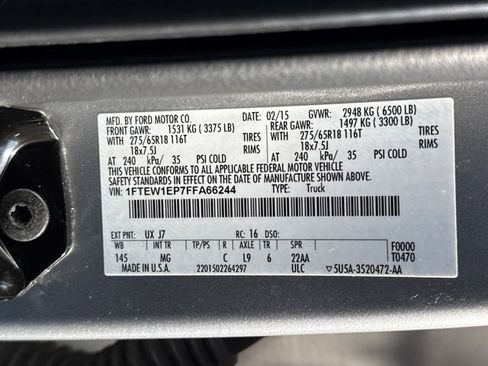 MFD. BY FORD MOTOR CO. 02/15 GVWR: 2948 KG ( 6500 LB)
FRONT GAWR: 1531 KG ( 3375 LB) REAR GAWR: 1497 KG ( 3300 LB)
WITH 275/65R18 116T TIRES WITH 275/65R18 116T TIRES
18x7.5J RIMS 18x7.5J RIMS
AT 240 kPa/ 35 PSI COLD AT 240 kPa/ 35 PSI COLD
THIS VEHICLE CONFORMS TO ALL APPLICABLE FEDERAL MOTOR VEHICLE
SAFETY STANDARDS IN EFFECT ON THE DATE OF MANUFACTURE SHOWN ABOVE.
VIN: 1FTEW1EP7FFA66244 TYPE: Truck
EXT PNT: UX J7 RC: 16 DSO: F0000
WB INT TR TP/PS R AXLE TR SPR T0470
145 MG C L9 6 22AA
MADE IN U.S.A. 2201502264297 ULC ▽5U5A-3520472-AA